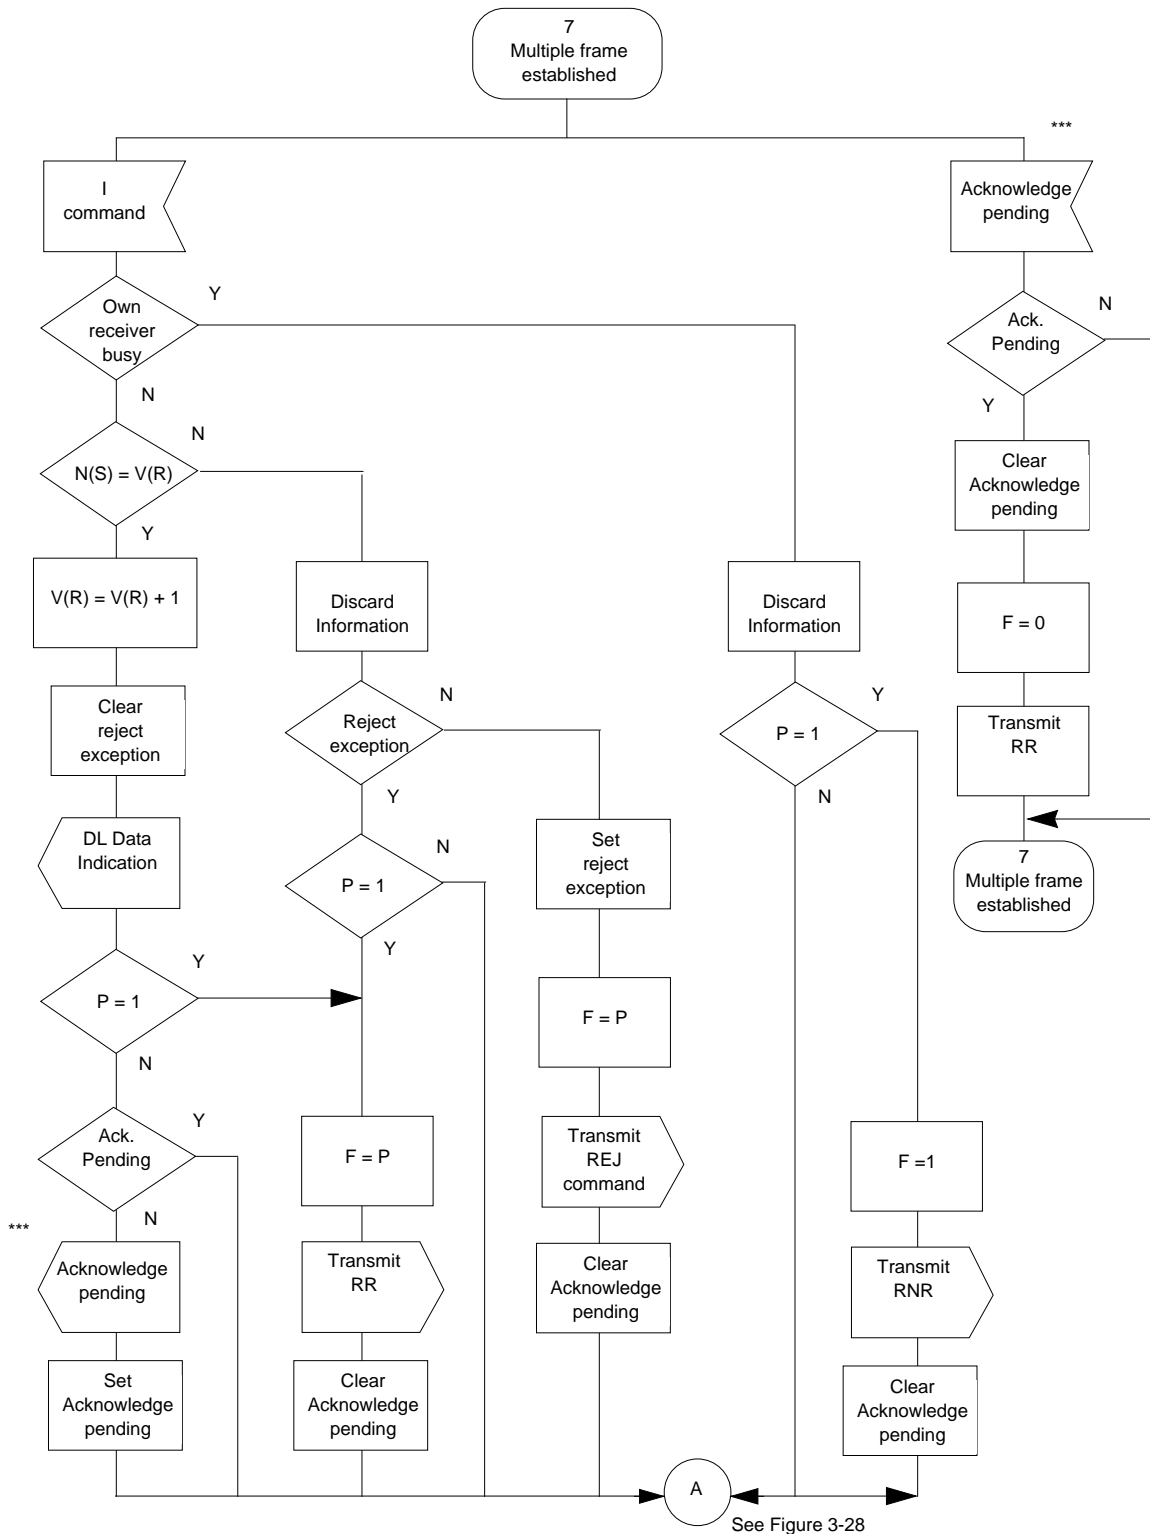 7
Multiple frame
established
***
I
command
Acknowledge
pending
Own
receiver
busy
Y
N
Ack.
Pending
N
Y
N(S) = V(R)
N
Y
Clear
Acknowledge
pending
V(R) = V(R) + 1
Discard
Information
Discard
Information
F = 0
Clear
reject
exception
Reject
exception
N
Y
P = 1
Y
N
Transmit
RR
DL Data
Indication
P = 1
N
Y
Set
reject
exception
7
Multiple frame
established
P = 1
Y
N
F = P
Ack.
Pending
Y
N
F = P
Transmit
REJ
command
F =1
***
Acknowledge
pending
Transmit
RR
Clear
Acknowledge
pending
Transmit
RNR
Set
Acknowledge
pending
Clear
Acknowledge
pending
Clear
Acknowledge
pending
A
See Figure 3-28